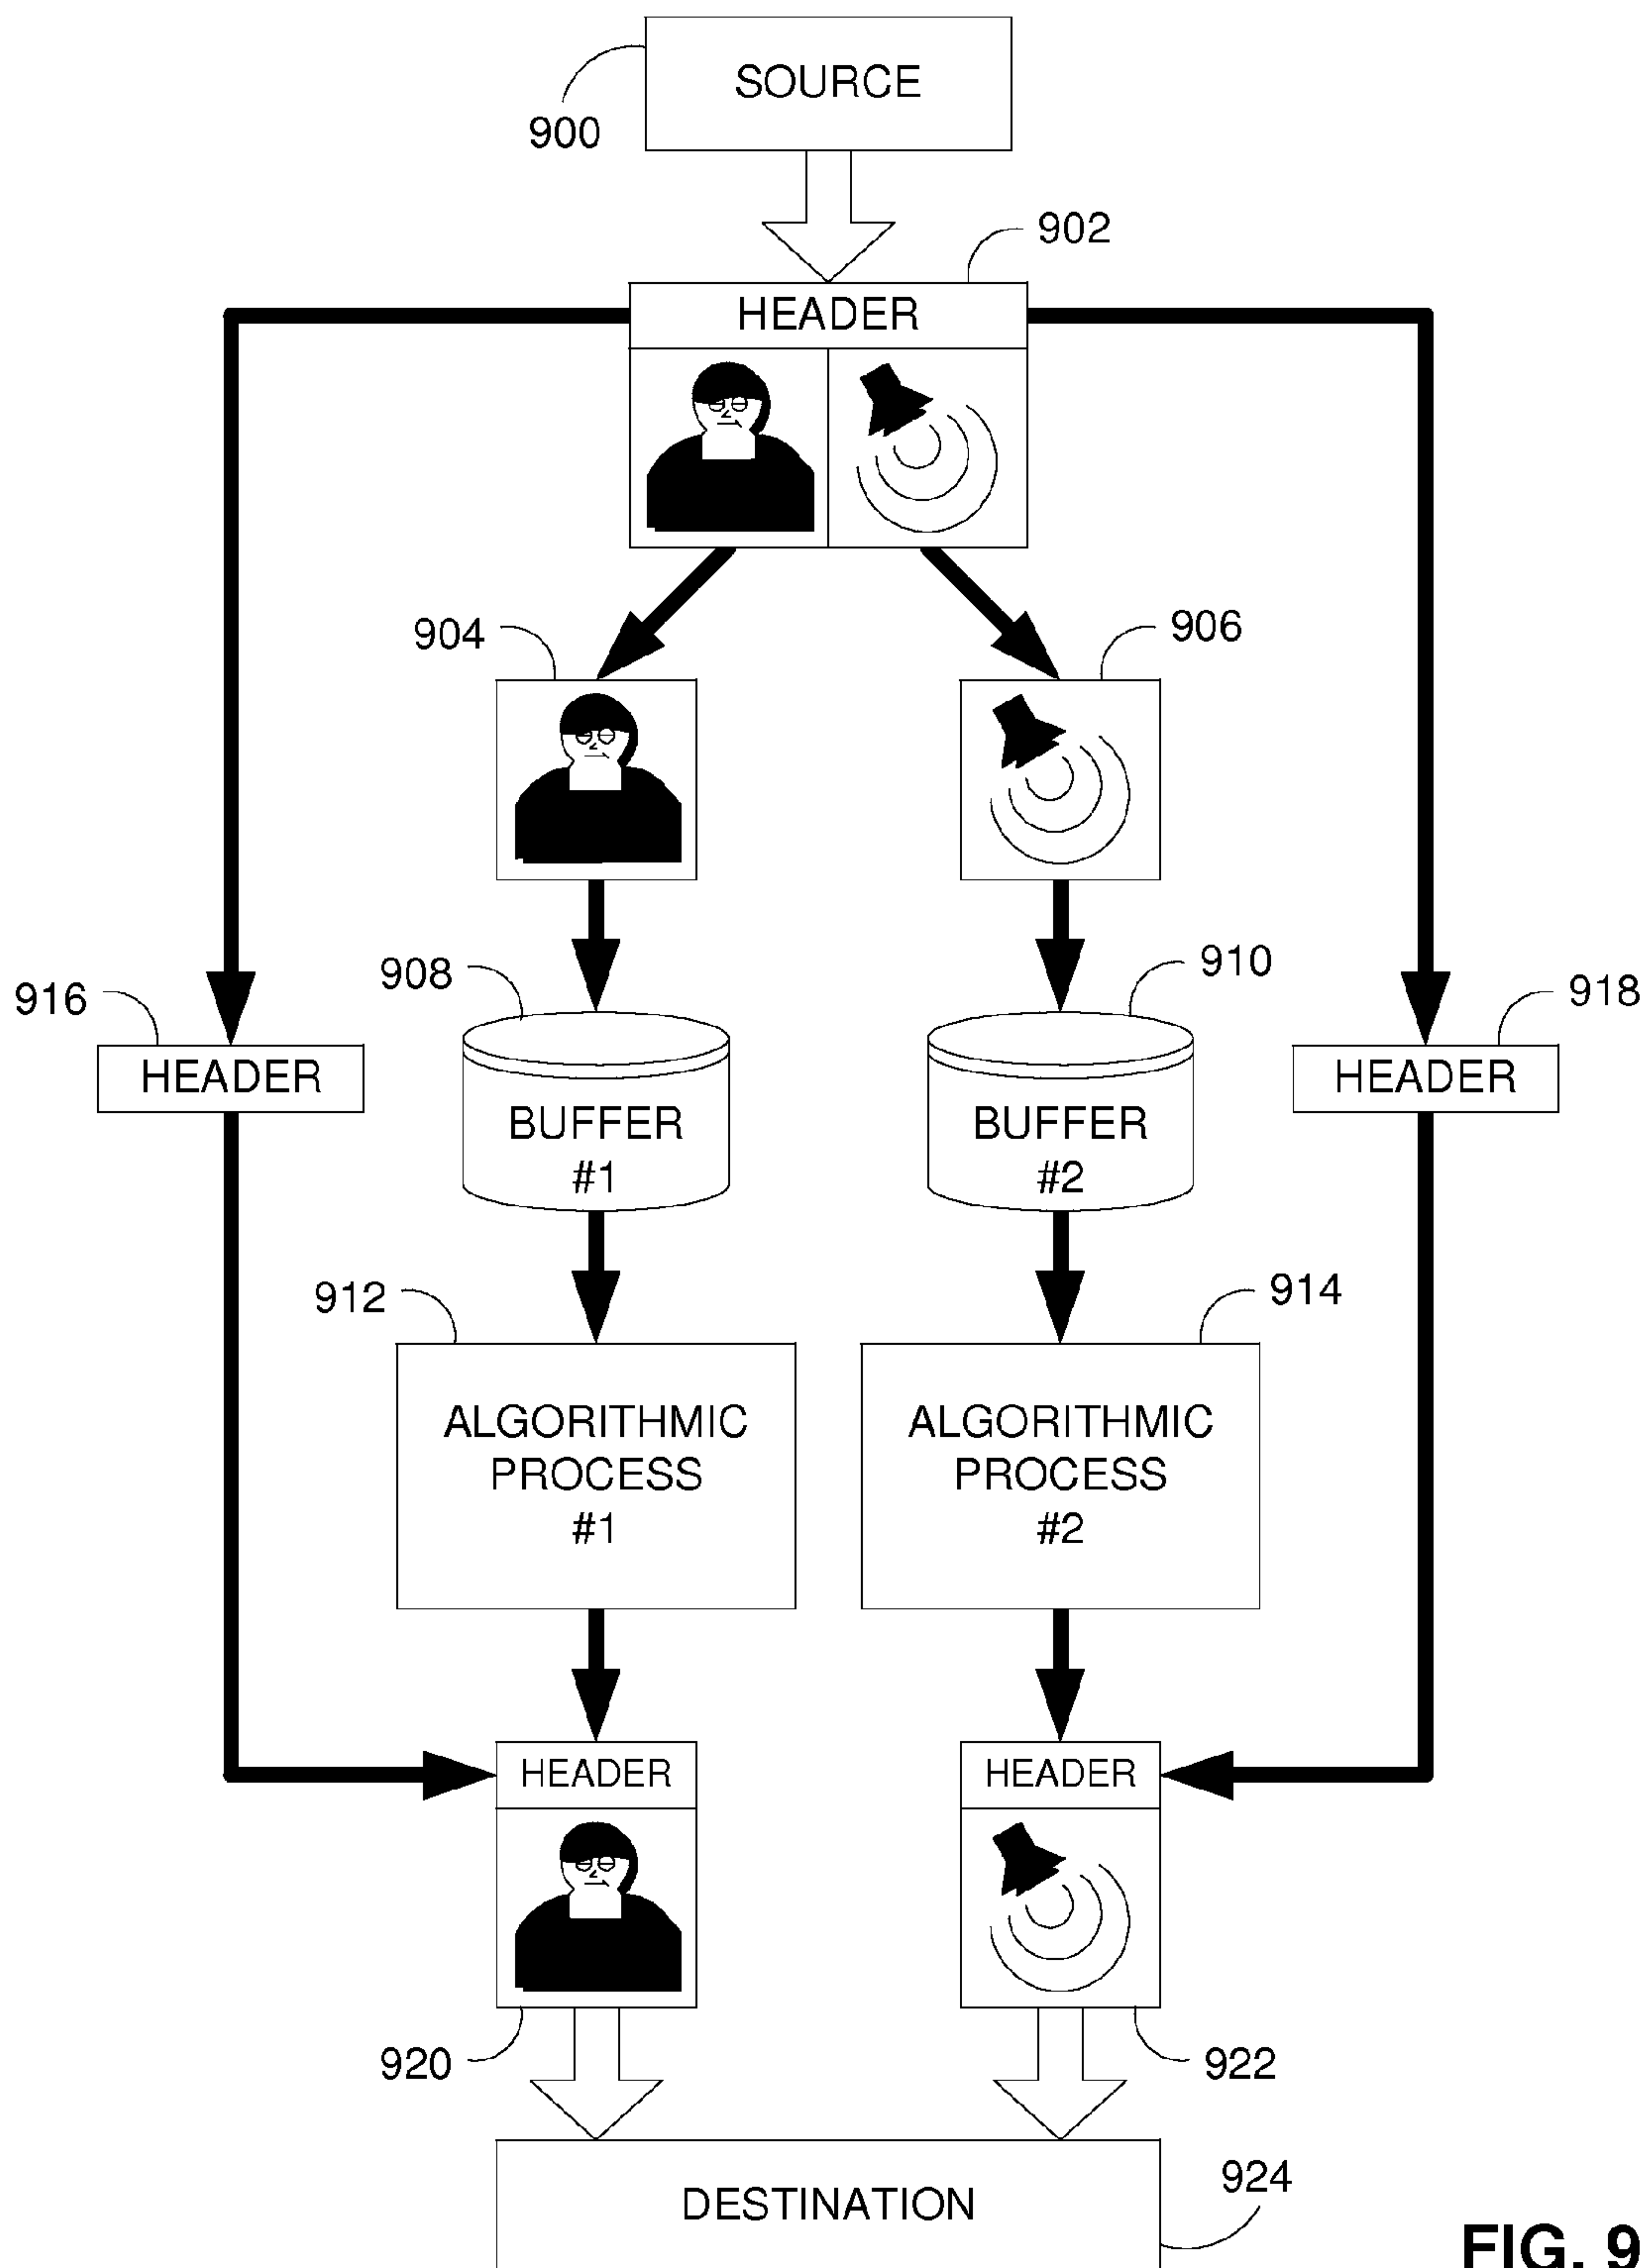 SOURCE
900
902
HEADER
904
906
908
910
916
918
HEADER
HEADER
BUFFER
#1
BUFFER
#2
912
914
ALGORITHMIC
PROCESS
#1
ALGORITHMIC
PROCESS
#2
HEADER
HEADER
920
922
924
DESTINATION
FIG. 9